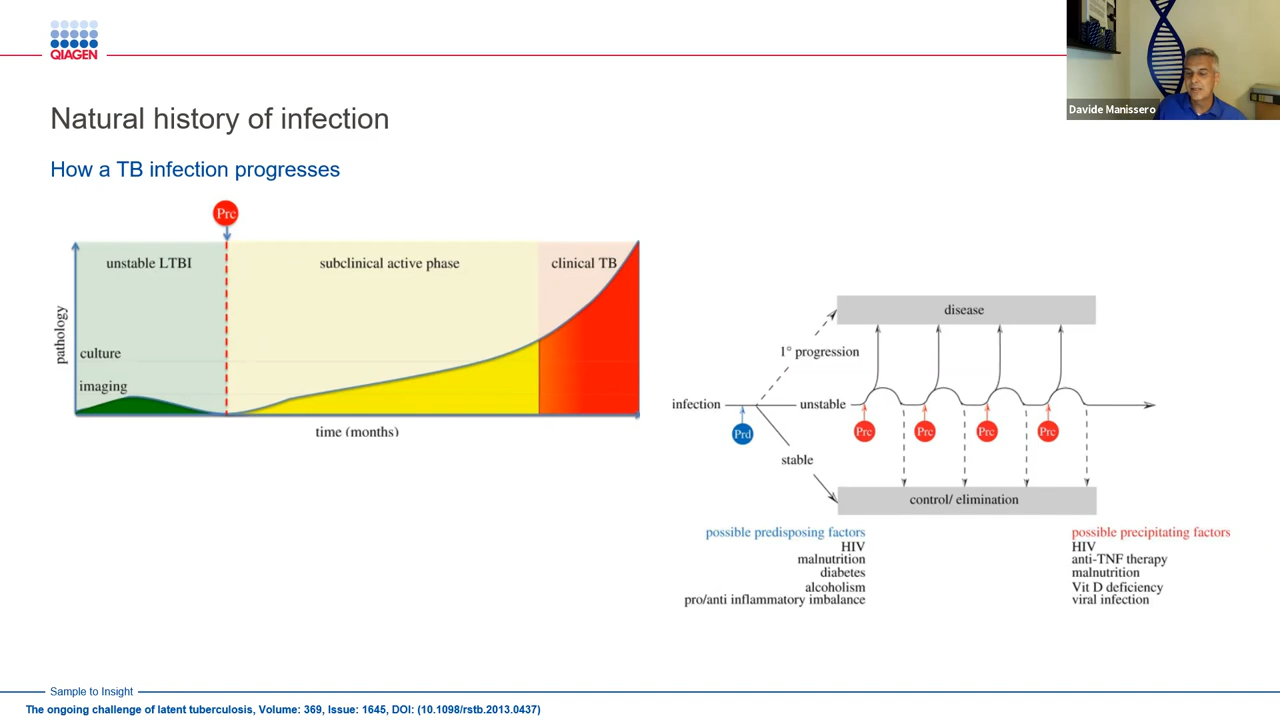 QIAGEN
Davide Manissero
Natural history of infection
How a TB infection progresses
Prc
unstable LTBI
subclinical active phase
clinical TB
pathology
culture
imaging
time (months)
disease
1° progression
infection
unstable
Prd
Prc
Prc
Prc
Prc
stable
control/ elimination
possible predisposing factors
HIV
malnutrition
diabetes
alcoholism
pro/anti inflammatory imbalance
possible precipitating factors
HIV
anti-TNF therapy
malnutrition
Vit D deficiency
viral infection
Sample to Insight
The ongoing challenge of latent tuberculosis, Volume: 369, Issue: 1645, DOI: (10.1098/rstb.2013.0437)